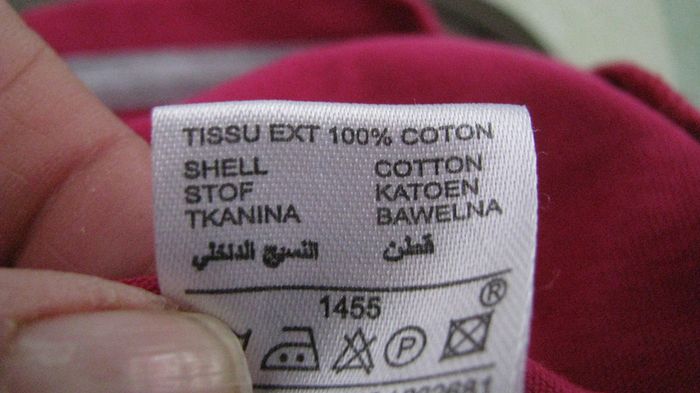 TISSU EXT 100% COTON
SHELL COTTON
STOF KATOEN
TKANINA BAWELNA
النسيج الداخلي قطن
1455
®
P